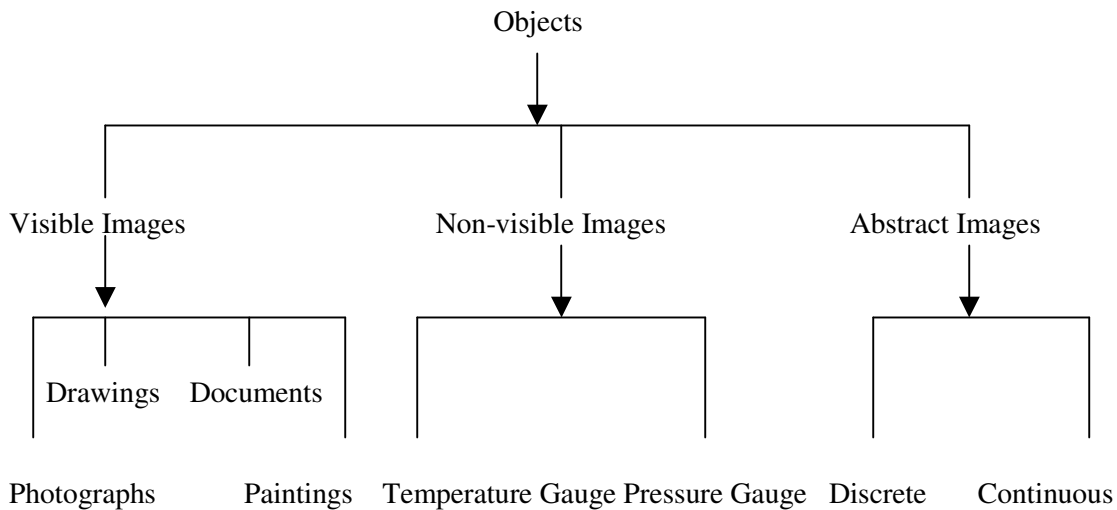 Objects
Visible Images Non-visible Images Abstract Images
Drawings Documents
Photographs Paintings Temperature Gauge Pressure Gauge Discrete Continuous